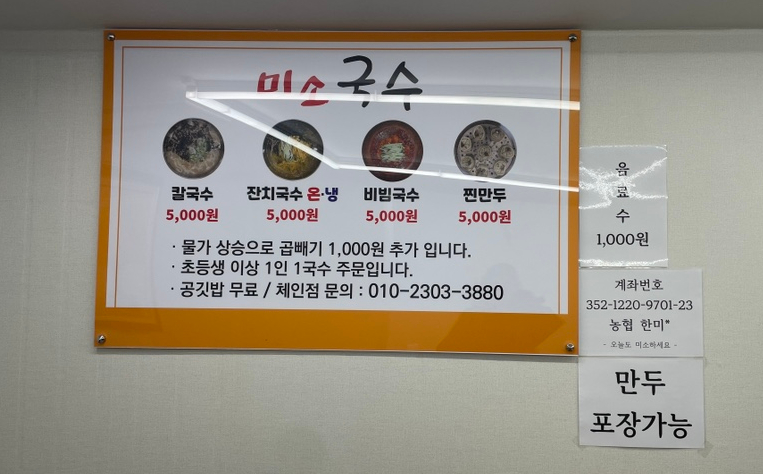 미소국수
칼국수
5,000원
잔치국수 온·냉
5,000원
비빔국수
5,000원
찐만두
5,000원
· 물가 상승으로 곱빼기 1,000원 추가 입니다.
· 초등생 이상 1인 1국수 주문입니다.
· 공깃밥 무료 / 체인점 문의 : 010-2303-3880
음
료
수
1,000원
계좌번호
352-1220-9701-23
농협 한미*
- 오늘도 미소하세요 -
만두
포장가능